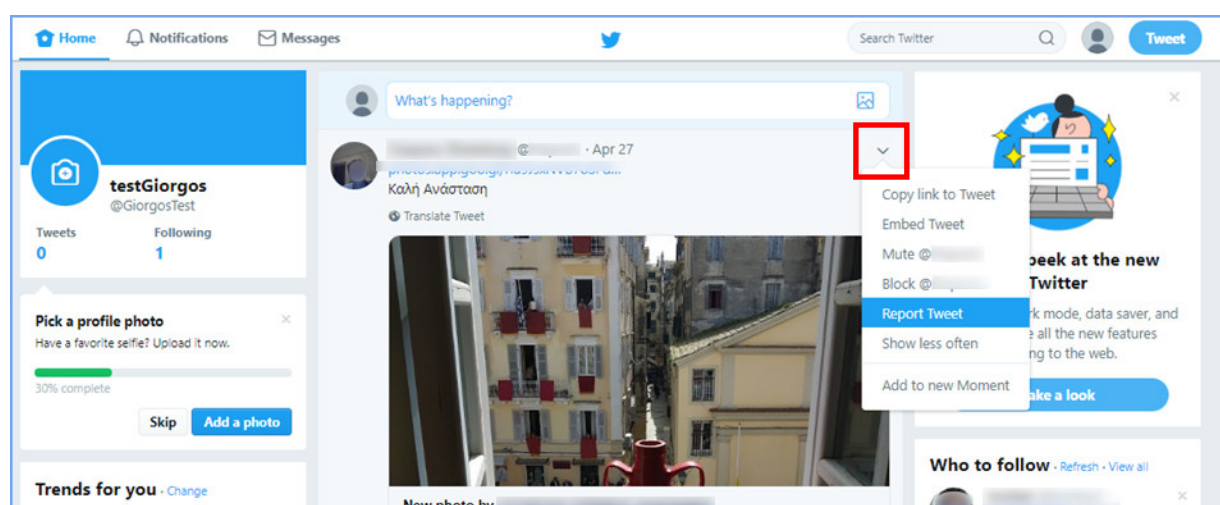 Home
Notifications
Messages
Search Twitter
Tweet
testGiorgos
@GiorgosTest
Tweets
Following
0
1
Pick a profile photo
Have a favorite selfie? Upload it now.
30% complete
Skip
Add a photo
Trends for you · Change
What's happening?
@ · Apr 27
Καλή Ανάσταση
Translate Tweet
New photo by
Copy link to Tweet
Embed Tweet
Mute @
Block @
Report Tweet
Show less often
Add to new Moment
peek at the new
Twitter
mode, data saver, and
all the new features
to the web.
a look
Who to follow · Refresh · View all